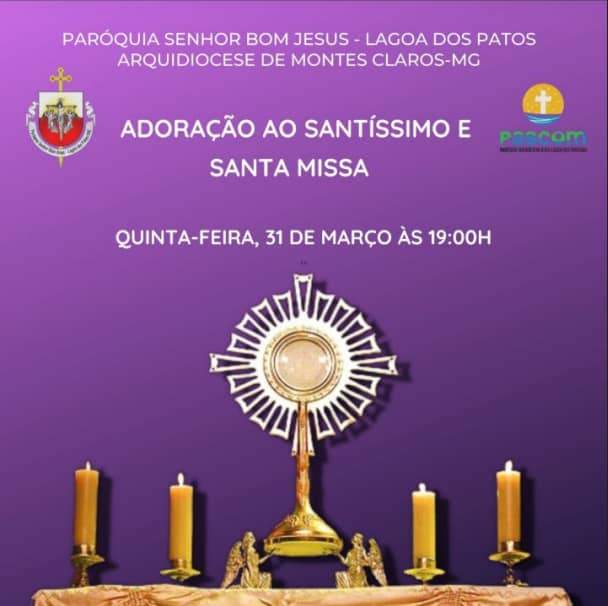 PARÓQUIA SENHOR BOM JESUS - LAGOA DOS PATOS
ARQUIDIOCESE DE MONTES CLAROS-MG
ADORAÇÃO AO SANTÍSSIMO E
SANTA MISSA
Pascom
QUINTA-FEIRA, 31 DE MARÇO ÀS 19:00H